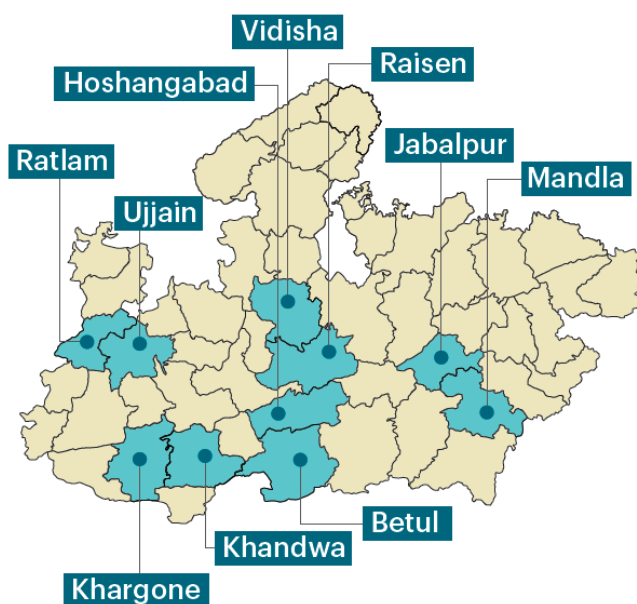 Vidisha
Hoshangabad
Raisen
Ratlam
Jabalpur
Mandla
Ujjain
Betul
Khandwa
Khargone